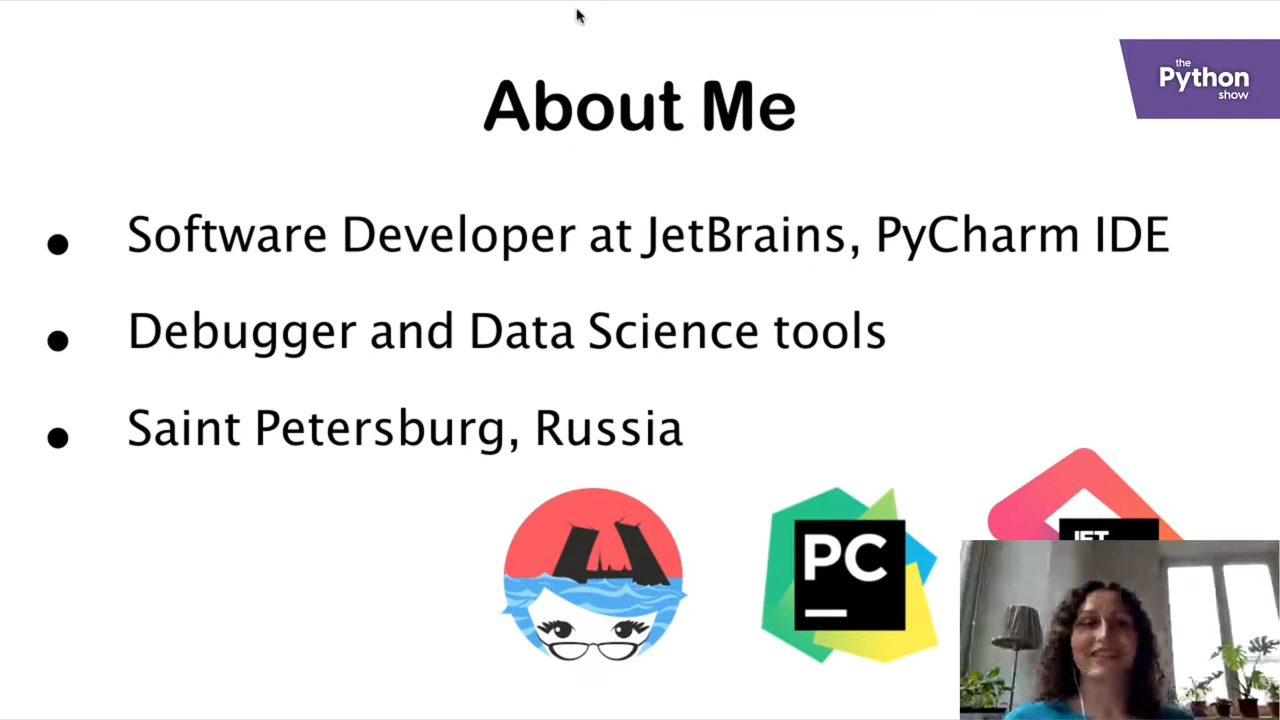 the
Python
show
About Me
• Software Developer at JetBrains, PyCharm IDE
• Debugger and Data Science tools
• Saint Petersburg, Russia
PC
JET